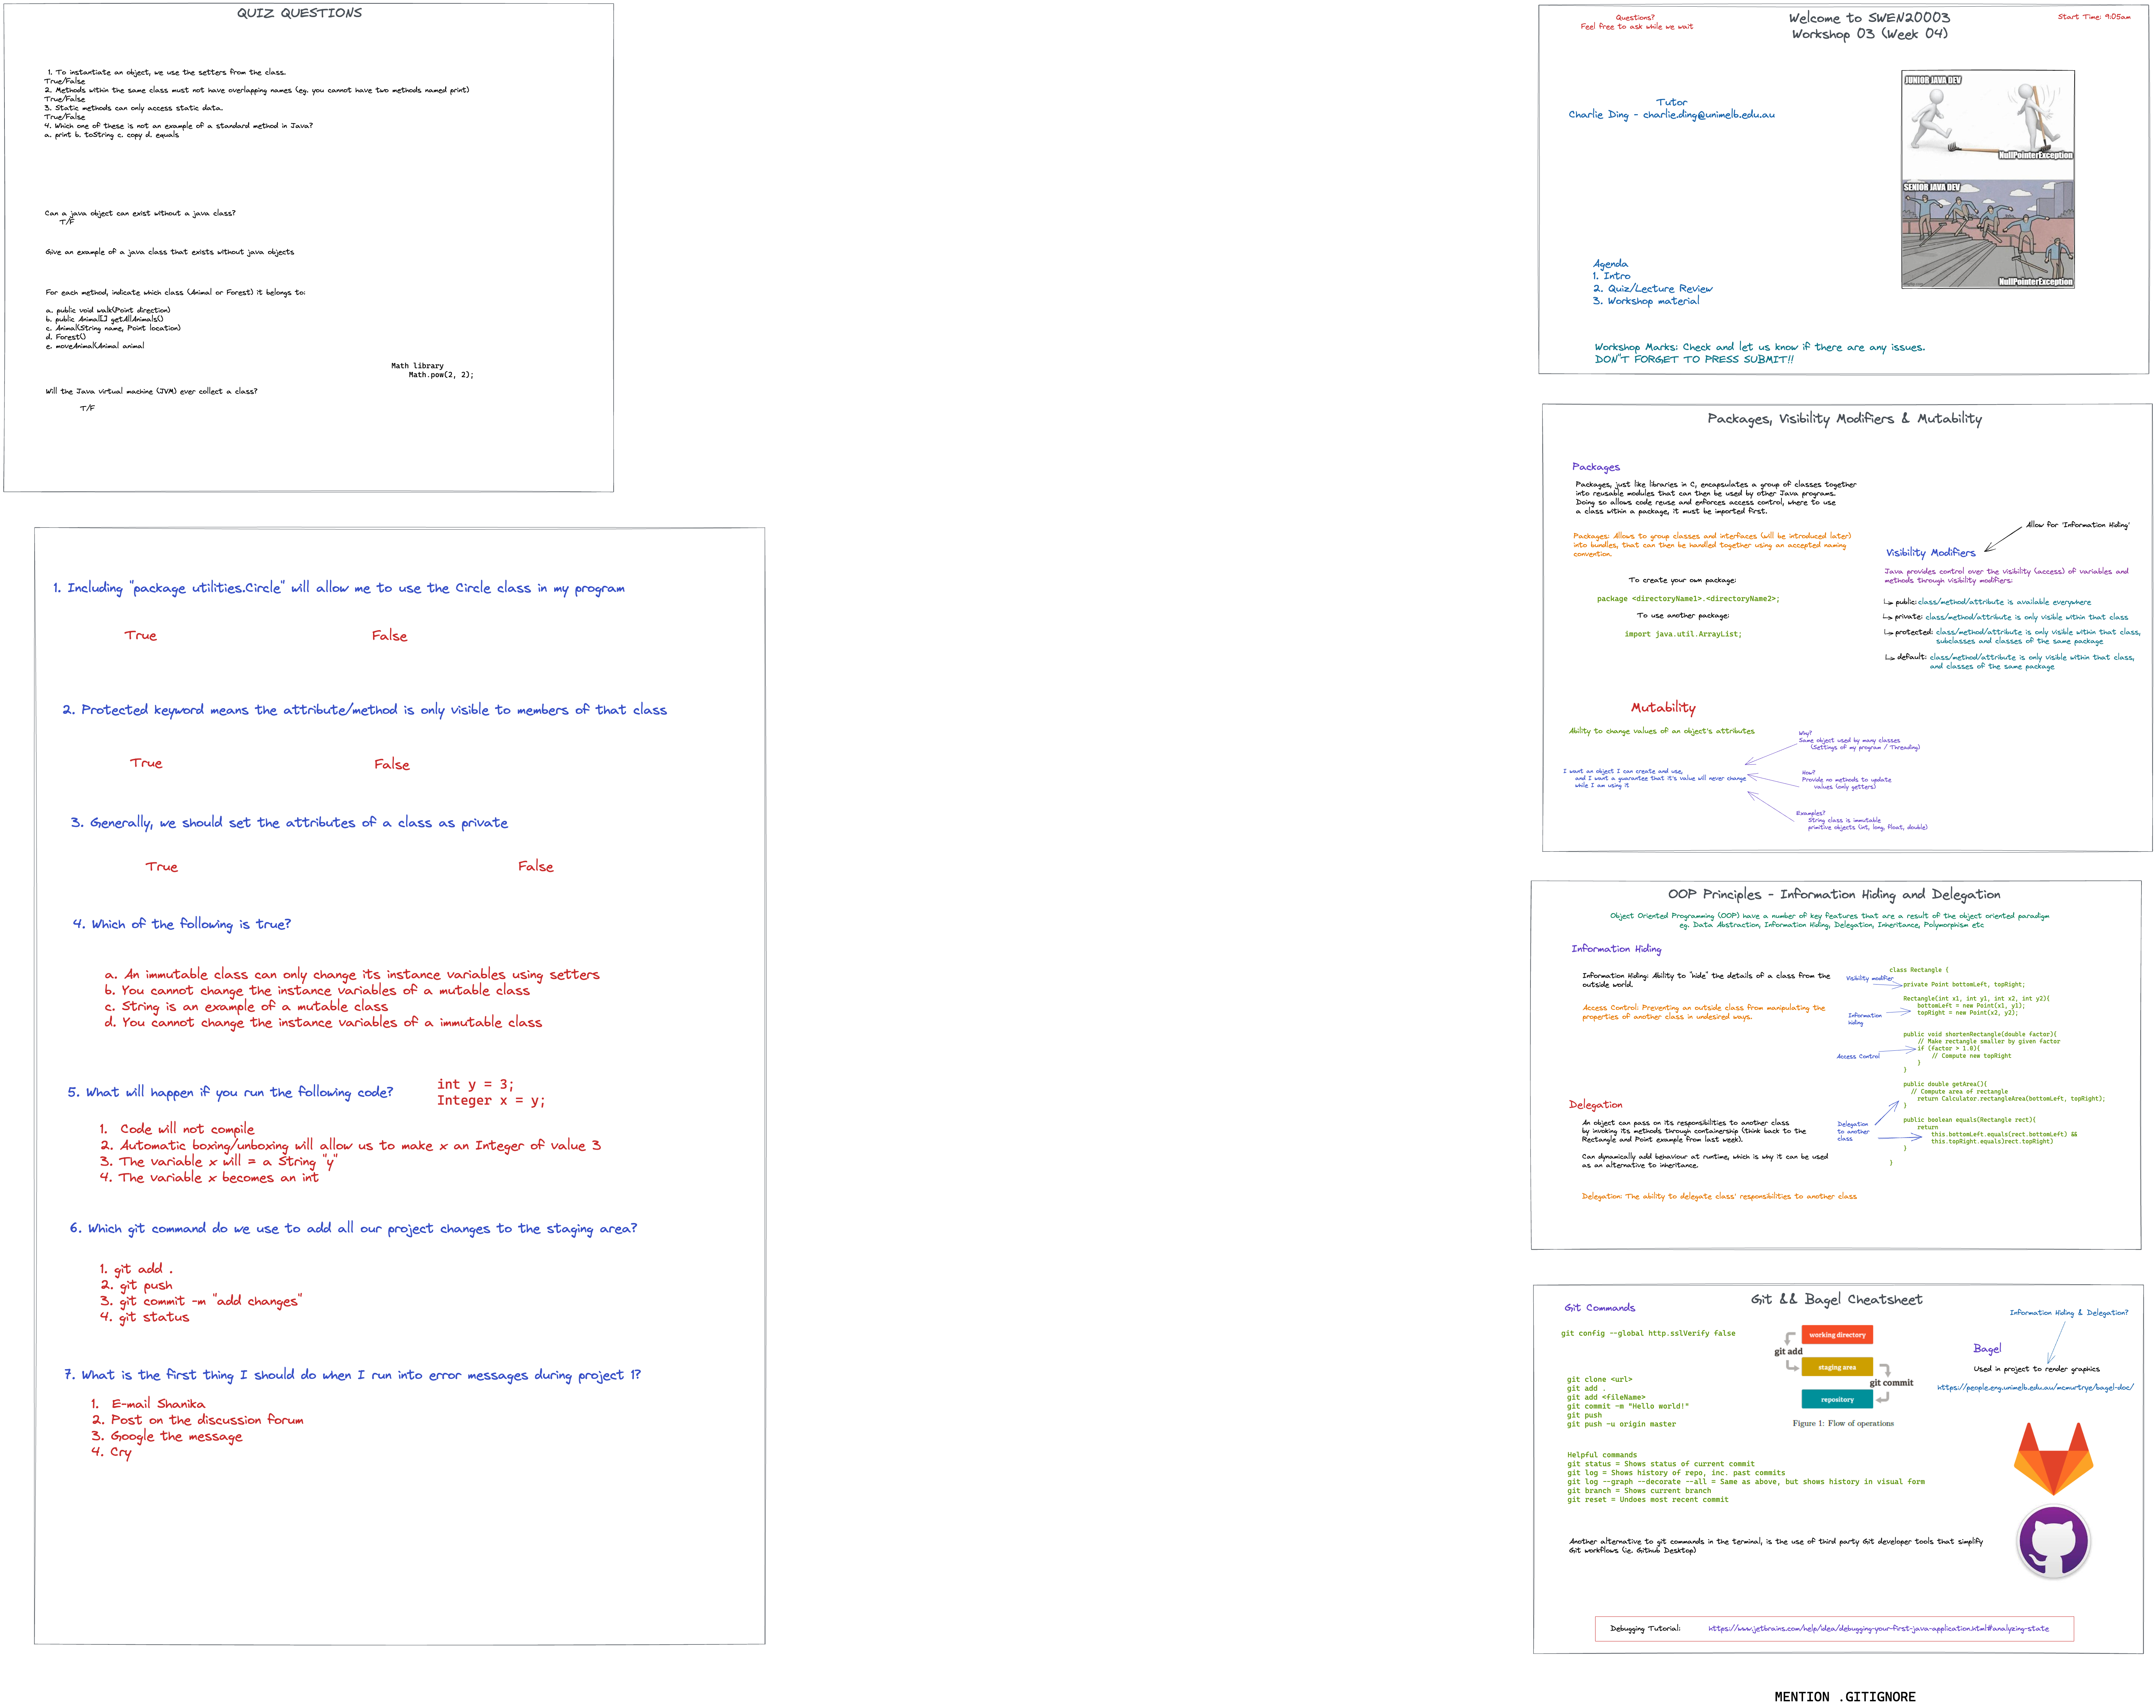 QUIZ QUESTIONS
1. To instantiate an object, we use the setters from the class.
True/False
2. Methods within the same class must not have overlapping names (eg. you cannot have two methods named print)
True/False
3. Static methods can only access static data.
True/False
4. Which one of these is not an example of a standard method in Java?
a. print b. toString c. copy d. equals
Can a java object can exist without a java class?
T/F
Give an example of a java class that exists without java objects
For each method, indicate which class (Animal or Forest) it belongs to:
a. public void walk(Point direction)
b. public Animal[] getAllAnimals()
c. Animal(String name, Point location)
d. Forest()
e. moveAnimal(Animal animal
Math library
Math.pow(2, 2);
Will the Java virtual machine (JVM) ever collect a class?
T/F
1. Including "package utilities.Circle" will allow me to use the Circle class in my program
True False
2. Protected keyword means the attribute/method is only visible to members of that class
True False
3. Generally, we should set the attributes of a class as private
True False
4. Which of the following is true?
a. An immutable class can only change its instance variables using setters
b. You cannot change the instance variables of a mutable class
c. String is an example of a mutable class
d. You cannot change the instance variables of a immutable class
5. What will happen if you run the following code?
int y = 3;
Integer x = y;
1. Code will not compile
2. Automatic boxing/unboxing will allow us to make x an Integer of value 3
3. The variable x will = a String "y"
4. The variable x becomes an int
6. Which git command do we use to add all our project changes to the staging area?
1. git add .
2. git push
3. git commit -m "add changes"
4. git status
7. What is the first thing I should do when I run into error messages during project 1?
1. E-mail Shanika
2. Post on the discussion forum
3. Google the message
4. Cry
Questions?
Feel free to ask while we wait
Welcome to SWEN20003
Workshop 03 (Week 04)
Start Time: 9:05am
Tutor
Charlie Ding - charlie.ding@unimelb.edu.au
JUNIOR JAVA DEV
NullPointerException
SENIOR JAVA DEV
NullPointerException
Agenda
1. Intro
2. Quiz/Lecture Review
3. Workshop material
Workshop Marks: Check and let us know if there are any issues.
DON"T FORGET TO PRESS SUBMIT!!
Packages, Visibility Modifiers & Mutability
Packages
Packages, just like libraries in C, encapsulates a group of classes together
into reusable modules that can then be used by other Java programs.
Doing so allows code reuse and enforces access control, where to use
a class within a package, it must be imported first.
Packages: Allows to group classes and interfaces (will be introduced later)
into bundles, that can then be handled together using an accepted naming
convention.
To create your own package:
package <directoryName1>.<directoryName2>;
To use another package:
import java.util.ArrayList;
Allow for 'Information Hiding'
Visibility Modifiers
Java provides control over the visibility (access) of variables and
methods through visibility modifiers:
public: class/method/attribute is available everywhere
private: class/method/attribute is only visible within that class
protected: class/method/attribute is only visible within that class,
subclasses and classes of the same package
default: class/method/attribute is only visible within that class,
and classes of the same package
Mutability
Ability to change values of an object's attributes
I want an object I can create and use,
and I want a guarantee that it's value will never change
while I am using it
Why?
Same object used by many classes
(Settings of my program / Threading)
How?
Provide no methods to update
values (only getters)
Examples?
String class is immutable
primitive objects (int, long, float, double)
OOP Principles - Information Hiding and Delegation
Object Oriented Programming (OOP) have a number of key features that are a result of the object oriented paradigm
eg. Data Abstraction, Information Hiding, Delegation, Inheritance, Polymorphism etc
Information Hiding
Information Hiding: Ability to "hide" the details of a class from the
outside world.
Access Control: Preventing an outside class from manipulating the
properties of another class in undesired ways.
Delegation
An object can pass on its responsibilities to another class
by invoking its methods through containership (think back to the
Rectangle and Point example from last week).
Can dynamically add behaviour at runtime, which is why it can be used
as an alternative to inheritance.
Delegation: The ability to delegate class' responsibilities to another class
Visibility modifier
Information
hiding
Access Control
Delegation
to another
class
class Rectangle {
private Point bottomLeft, topRight;
Rectangle(int x1, int y1, int x2, int y2){
bottomLeft = new Point(x1, y1);
topRight = new Point(x2, y2);
public void shortenRectangle(double factor){
// Make rectangle smaller by given factor
if (factor > 1.0){
// Compute new topRight
}
}
public double getArea(){
// Compute area of rectangle
return Calculator.rectangleArea(bottomLeft, topRight);
}
public boolean equals(Rectangle rect){
return
this.bottomLeft.equals(rect.bottomLeft) &&
this.topRight.equals)rect.topRight)
}
}
Git && Bagel Cheatsheet
Git Commands
git config --global http.sslVerify false
git clone <url>
git add .
git add <fileName>
git commit -m "Hello world!"
git push
git push -u origin master
working directory
git add
staging area
git commit
repository
Figure 1: Flow of operations
Information Hiding & Delegation?
Bagel
Used in project to render graphics
https://people.eng.unimelb.edu.au/mcmurtrye/bagel-doc/
Helpful commands
git status = Shows status of current commit
git log = Shows history of repo, inc. past commits
git log --graph --decorate --all = Same as above, but shows history in visual form
git branch = Shows current branch
git reset = Undoes most recent commit
Another alternative to git commands in the terminal, is the use of third party Git developer tools that simplify
Git workflows (ie. Github Desktop)
Debugging Tutorial: https://www.jetbrains.com/help/idea/debugging-your-first-java-application.html#analyzing-state
MENTION .GITIGNORE